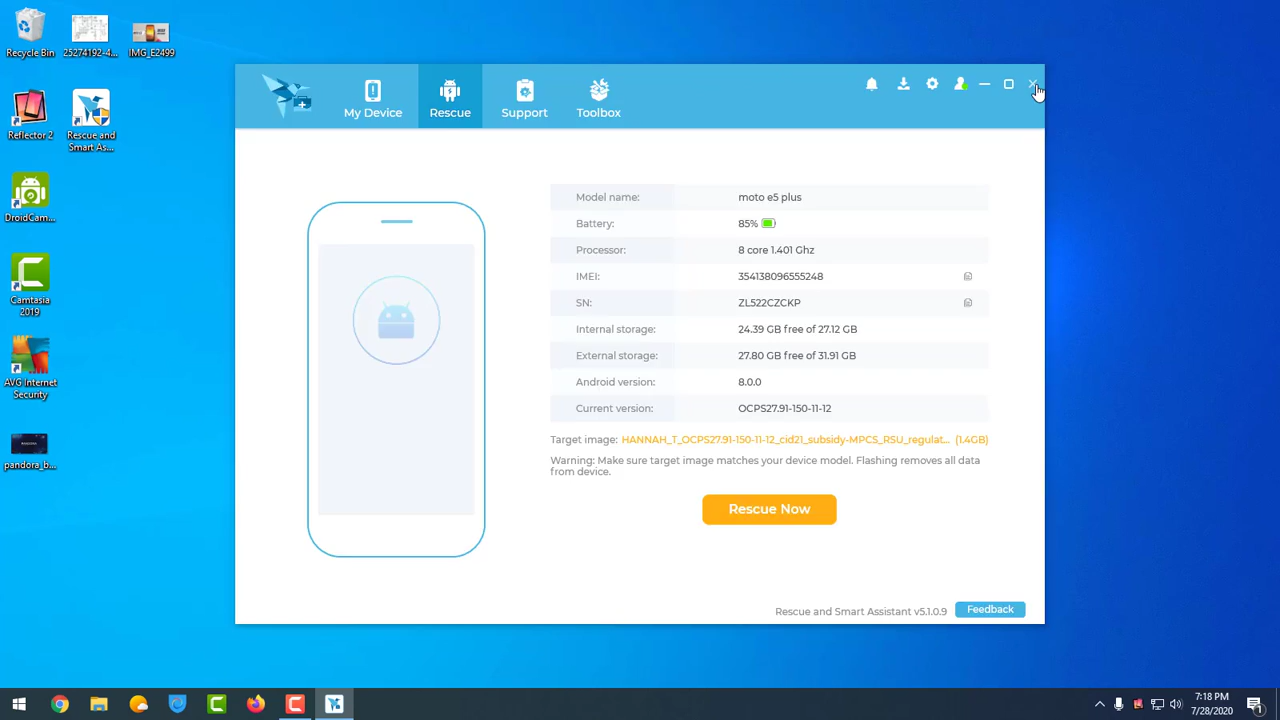 Recycle Bin
25274192-4...
IMG_E2499
Reflector 2
Rescue and
Smart As...
DroidCam...
Camtasia
2019
AVG Internet
Security
pandora_b...
My Device
Rescue
Support
Toolbox
Model name: moto e5 plus
Battery: 85%
Processor: 8 core 1.401 Ghz
IMEI: 354138096555248
SN: ZL522CZCKP
Internal storage: 24.39 GB free of 27.12 GB
External storage: 27.80 GB free of 31.91 GB
Android version: 8.0.0
Current version: OCPS27.91-150-11-12
Target image: HANNAH_T_OCPS27.91-150-11-12_cid21_subsidy-MPCS_RSU_regulat... (1.4GB)
Warning: Make sure target image matches your device model. Flashing removes all data
from device.
Rescue Now
Rescue and Smart Assistant v5.1.0.9
Feedback
7:18 PM
7/28/2020
1